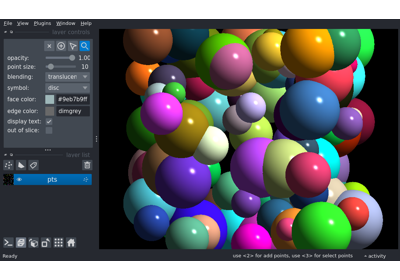 File View Plugins Window Help
layer controls
opacity: 1.00
point size: 10
blending: translucen
symbol: disc
face color: #9eb7b9ff
edge color: dimgrey
display text: ✓
out of slice:
layer list
pts
Ready use <2> for add points, use <3> for select points activity